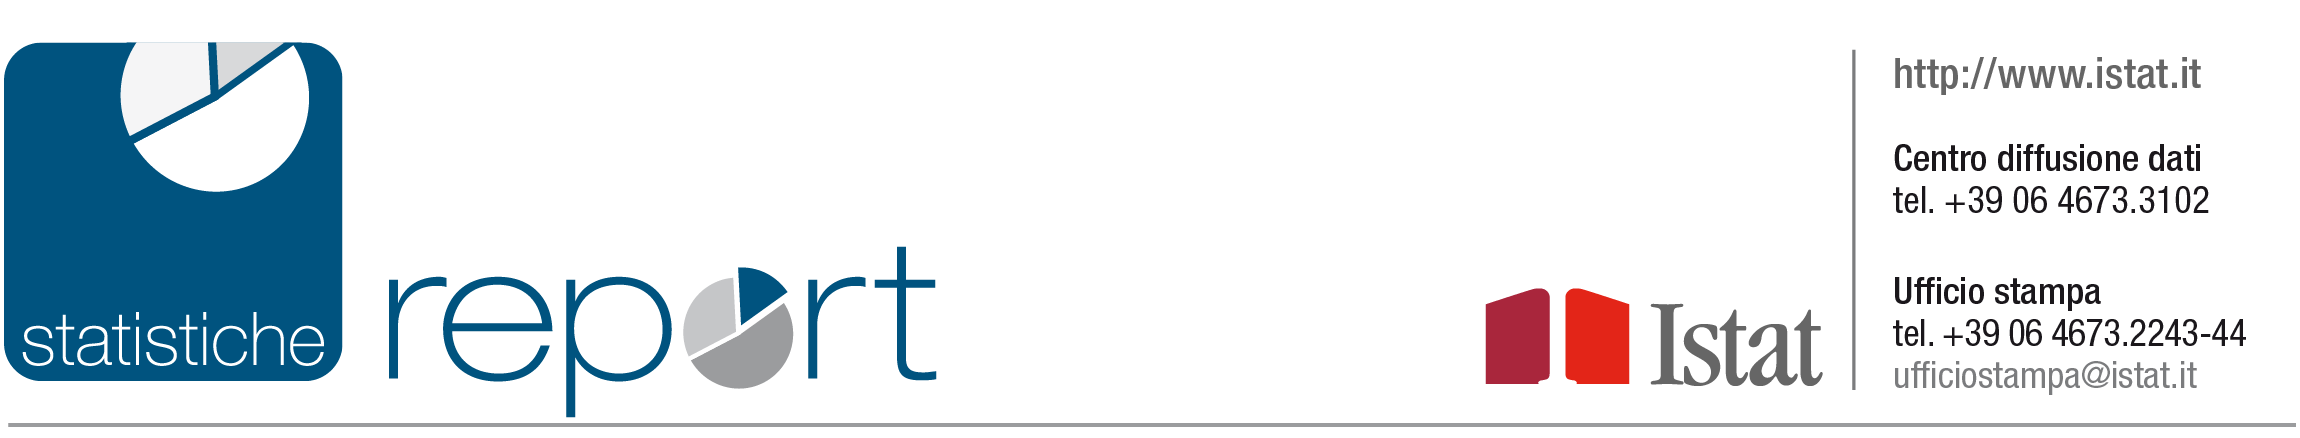 statistiche
report
Istat
http://www.istat.it
Centro diffusione dati
tel. +39 06 4673.3102
Ufficio stampa
tel. +39 06 4673.2243-44
ufficiostampa@istat.it